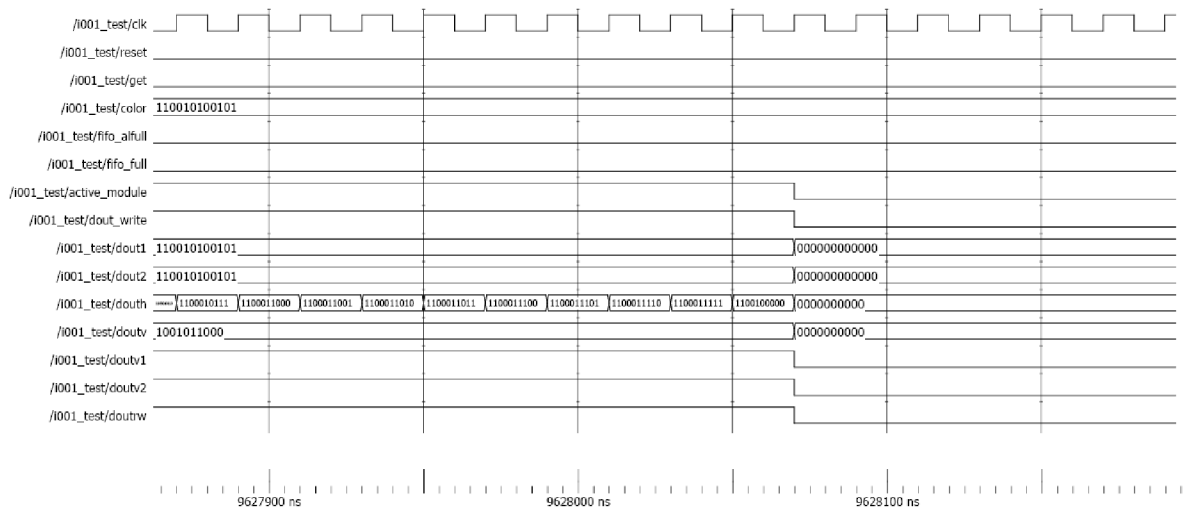 /i001_test/clk
/i001_test/reset
/i001_test/get
/i001_test/color 110010100101
/i001_test/fifo_alfull
/i001_test/fifo_full
/i001_test/active_module
/i001_test/dout_write
/i001_test/dout1 110010100101 000000000000
/i001_test/dout2 110010100101 000000000000
/i001_test/douth 1100010111 1100011000 1100011001 1100011010 1100011011 1100011100 1100011101 1100011110 1100011111 1100100000 0000000000
/i001_test/doutv 1001011000 0000000000
/i001_test/doutv1
/i001_test/doutv2
/i001_test/doutrw
9627900 ns 9628000 ns 9628100 ns